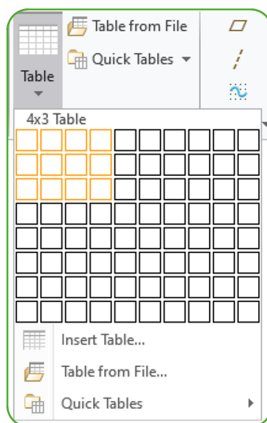 Table from File
Quick Tables
Table
4x3 Table
Insert Table...
Table from File...
Quick Tables